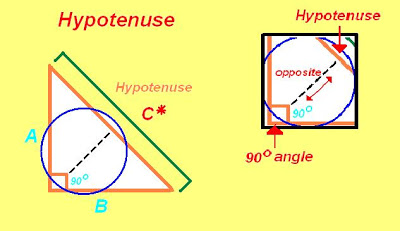 Hypotenuse
Hypotenuse
C*
A
90°
B
Hypotenuse
opposite
90°
90° angle